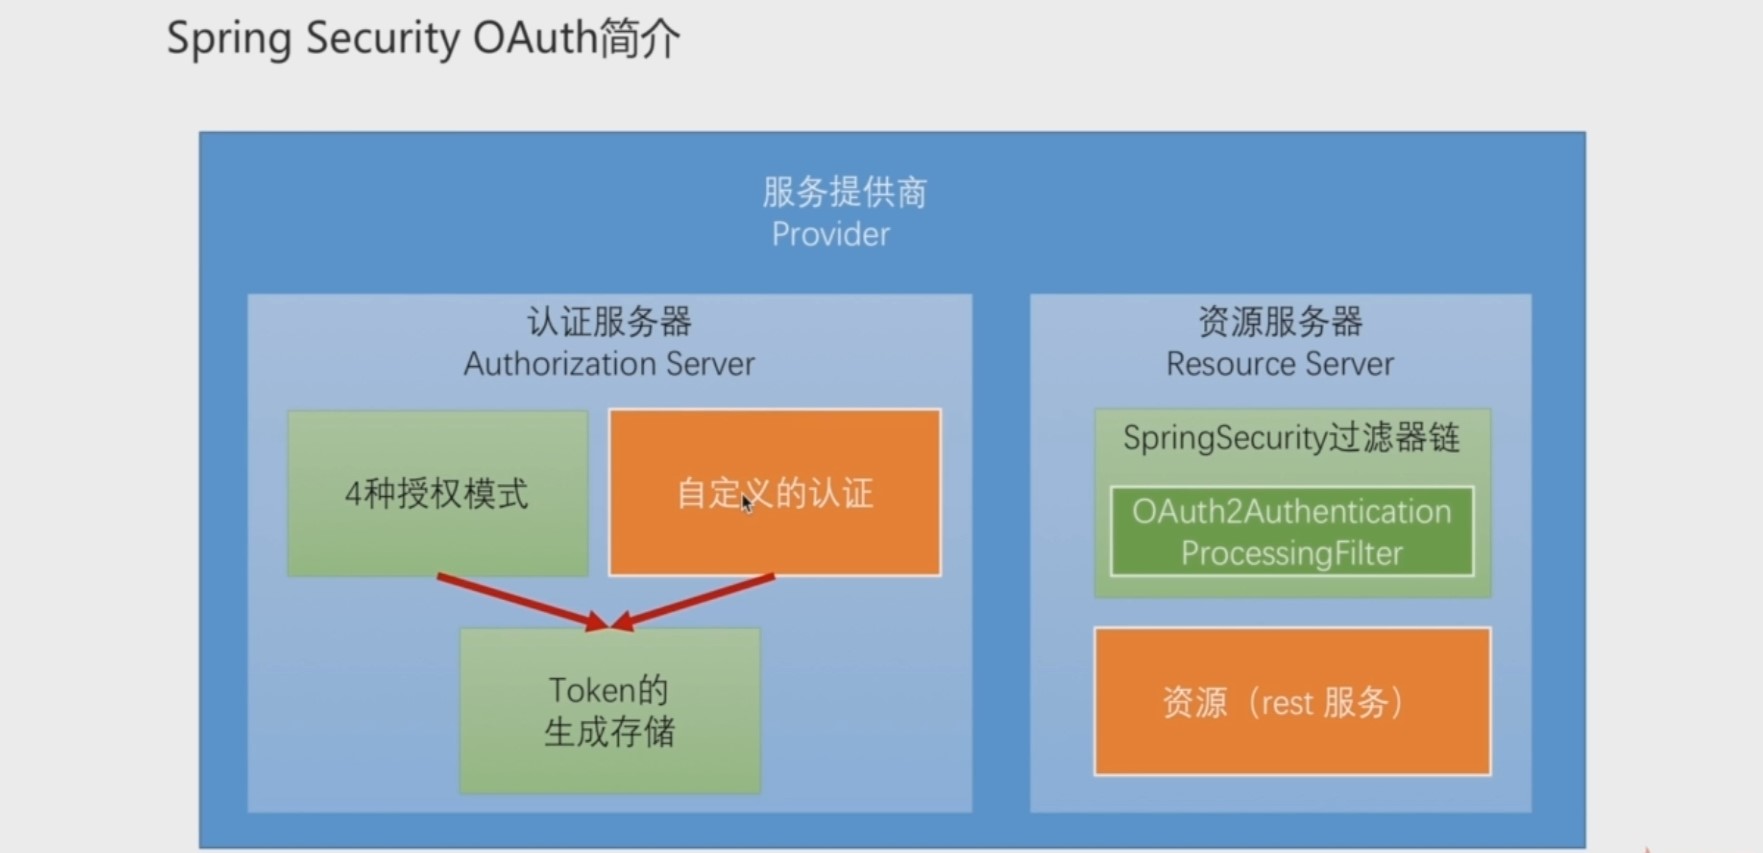 Spring Security OAuth简介
服务提供商
Provider
认证服务器
Authorization Server
4种授权模式
自定义的认证
Token的
生成存储
资源服务器
Resource Server
SpringSecurity过滤器链
OAuth2Authentication
ProcessingFilter
资源（rest 服务）